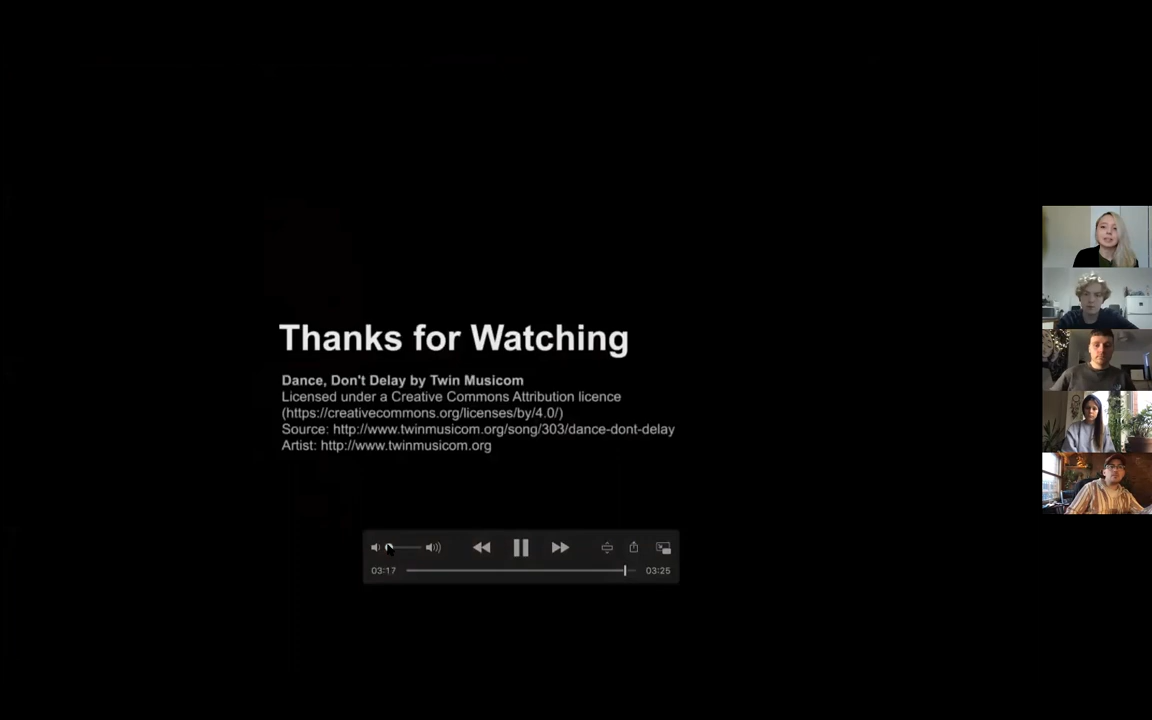 Thanks for Watching
Dance, Don't Delay by Twin Musicom
Licensed under a Creative Commons Attribution licence
(https://creativecommons.org/licenses/by/4.0/)
Source: http://www.twinmusicom.org/song/303/dance-dont-delay
Artist: http://www.twinmusicom.org
03:17
03:25